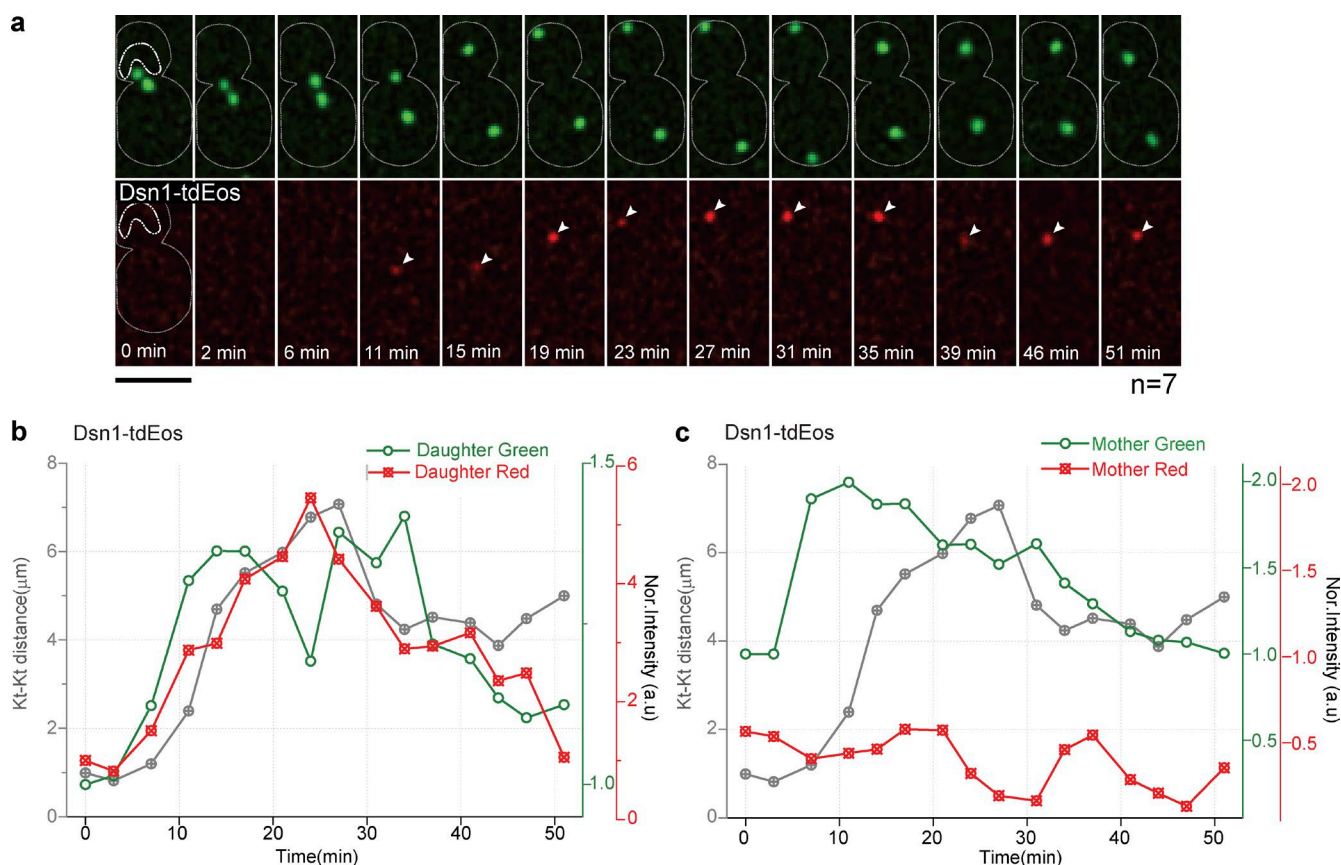 a
Dsn1-tdEos
0 min 2 min 6 min 11 min 15 min 19 min 23 min 27 min 31 min 35 min 39 min 46 min 51 min
n=7
b Dsn1-tdEos
Daughter Green
Daughter Red
Kt-Kt distance(μm)
8
6
4
2
0
0 10 20 30 40 50
Time(min)
1.5
1.0
6
4
2
0
Nor.Intensity (a.u)
c Dsn1-tdEos
Mother Green
Mother Red
Kt-Kt distance(μm)
8
6
4
2
0
0 10 20 30 40 50
Time(min)
2.0
1.5
1.0
0.5
2.0
1.5
1.0
0.5
Nor.Intensity (a.u)